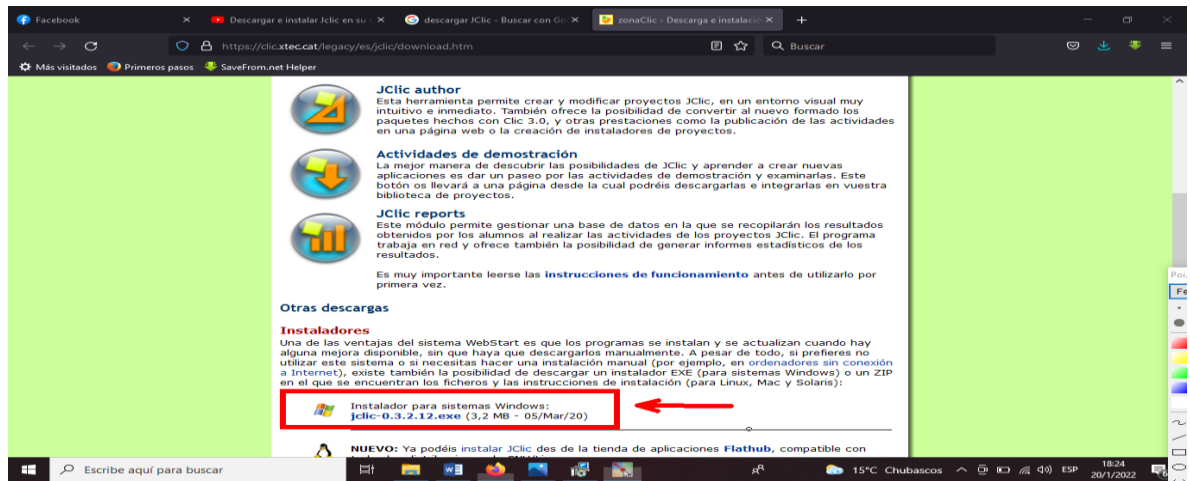 Facebook
Descargar e instalar Jclic en su c
descargar JClic - Buscar con Go
zonaClic - Descarga e instalació
https://clic.xtec.cat/legacy/es/jclic/download.htm
Buscar
Más visitados
Primeros pasos
SaveFrom.net Helper
JClic author
Esta herramienta permite crear y modificar proyectos JClic, en un entorno visual muy
intuitivo e inmediato. También ofrece la posibilidad de convertir al nuevo formado los
paquetes hechos con Clic 3.0, y otras prestaciones como la publicación de las actividades
en una página web o la creación de instaladores de proyectos.
Actividades de demostración
La mejor manera de descubrir las posibilidades de JClic y aprender a crear nuevas
aplicaciones es dar un paseo por las actividades de demostración y examinarlas. Este
botón os llevará a una página desde la cual podréis descargarlas e integrarlas en vuestra
biblioteca de proyectos.
JClic reports
Este módulo permite gestionar una base de datos en la que se recopilarán los resultados
obtenidos por los alumnos al realizar las actividades de los proyectos JClic. El programa
trabaja en red y ofrece también la posibilidad de generar informes estadísticos de los
resultados.
Es muy importante leerse las instrucciones de funcionamiento antes de utilizarlo por
primera vez.
Otras descargas
Instaladores
Una de las ventajas del sistema WebStart es que los programas se instalan y se actualizan cuando hay
alguna mejora disponible, sin que haya que descargarlos manualmente. A pesar de todo, si prefieres no
utilizar este sistema o si necesitas hacer una instalación manual (por ejemplo, en ordenadores sin conexión
a Internet), existe también la posibilidad de descargar un instalador EXE (para sistemas Windows) o un ZIP
en el que se encuentran los ficheros y las instrucciones de instalación (para Linux, Mac y Solaris):
Instalador para sistemas Windows:
jclic-0.3.2.12.exe (3,2 MB - 05/Mar/20)
NUEVO: Ya podéis instalar JClic des de la tienda de aplicaciones Flathub, compatible con
Escribe aquí para buscar
15°C Chubascos
ESP
18:24
20/1/2022